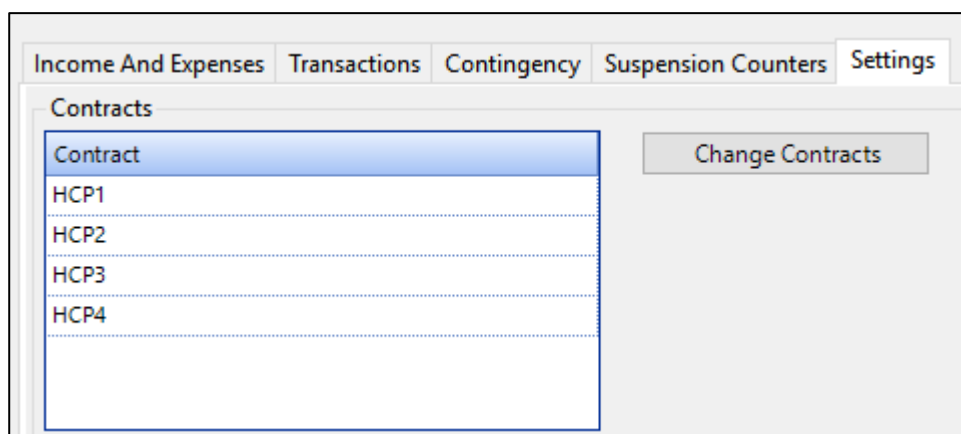 Income And Expenses Transactions Contingency Suspension Counters Settings
Contracts
Contract Change Contracts
HCP1
HCP2
HCP3
HCP4